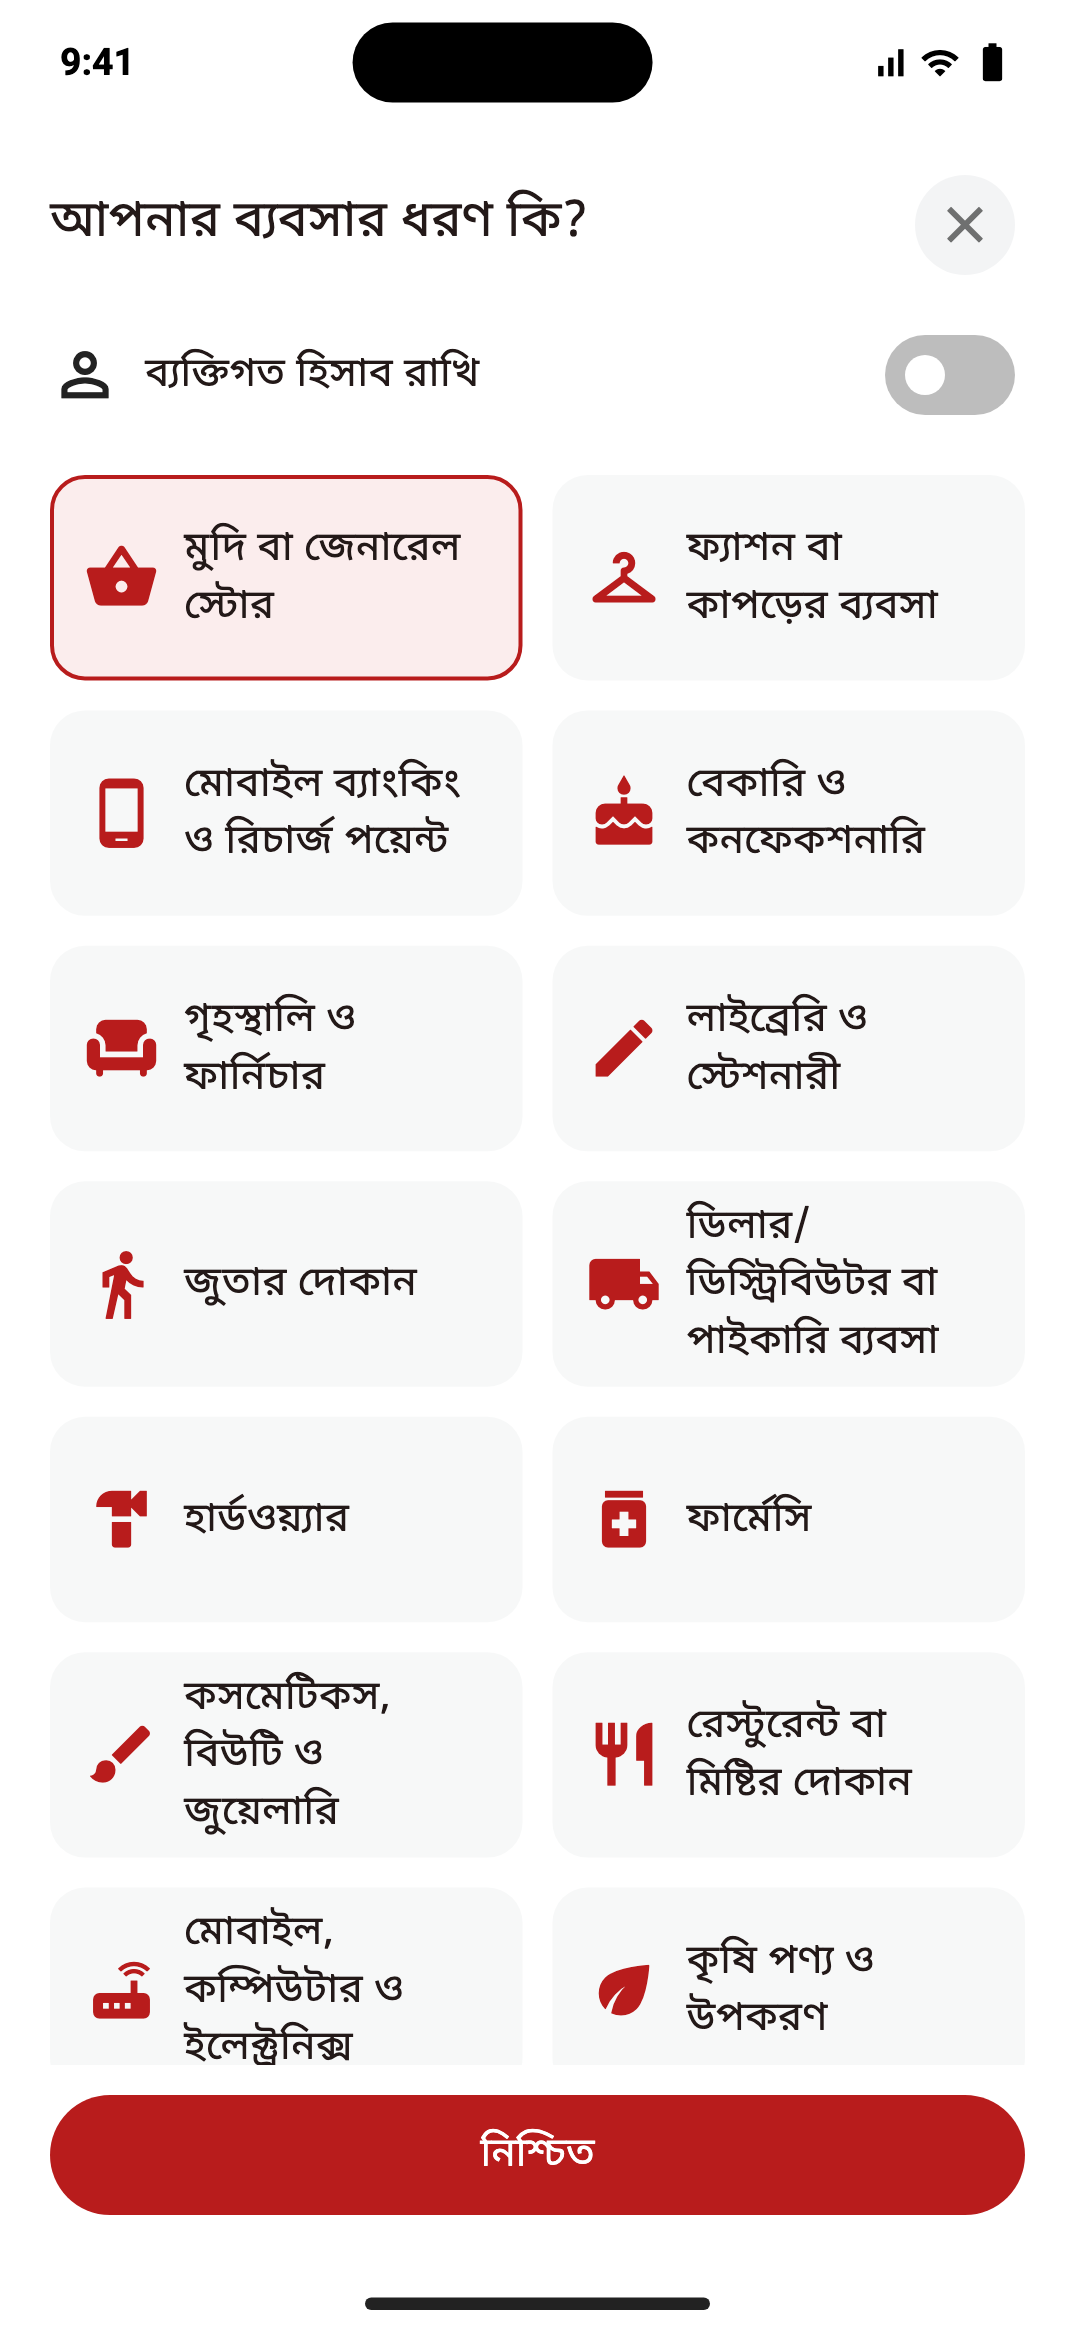 9:41
আপনার ব্যবসার ধরণ কি?
ব্যক্তিগত হিসাব রাখি
মুদি বা জেনারেল
স্টোর
ফ্যাশন বা
কাপড়ের ব্যবসা
মোবাইল ব্যাংকিং
ও রিচার্জ পয়েন্ট
বেকারি ও
কনফেকশনারি
গৃহস্থালি ও
ফার্নিচার
লাইব্রেরি ও
স্টেশনারী
জুতার দোকান
ডিলার/
ডিস্ট্রিবিউটর বা
পাইকারি ব্যবসা
হার্ডওয়্যার
ফার্মেসি
কসমেটিকস,
বিউটি ও
জুয়েলারি
রেস্টুরেন্ট বা
মিষ্টির দোকান
মোবাইল,
কম্পিউটার ও
ইলেক্ট্রনিক্স
কৃষি পণ্য ও
উপকরণ
নিশ্চিত